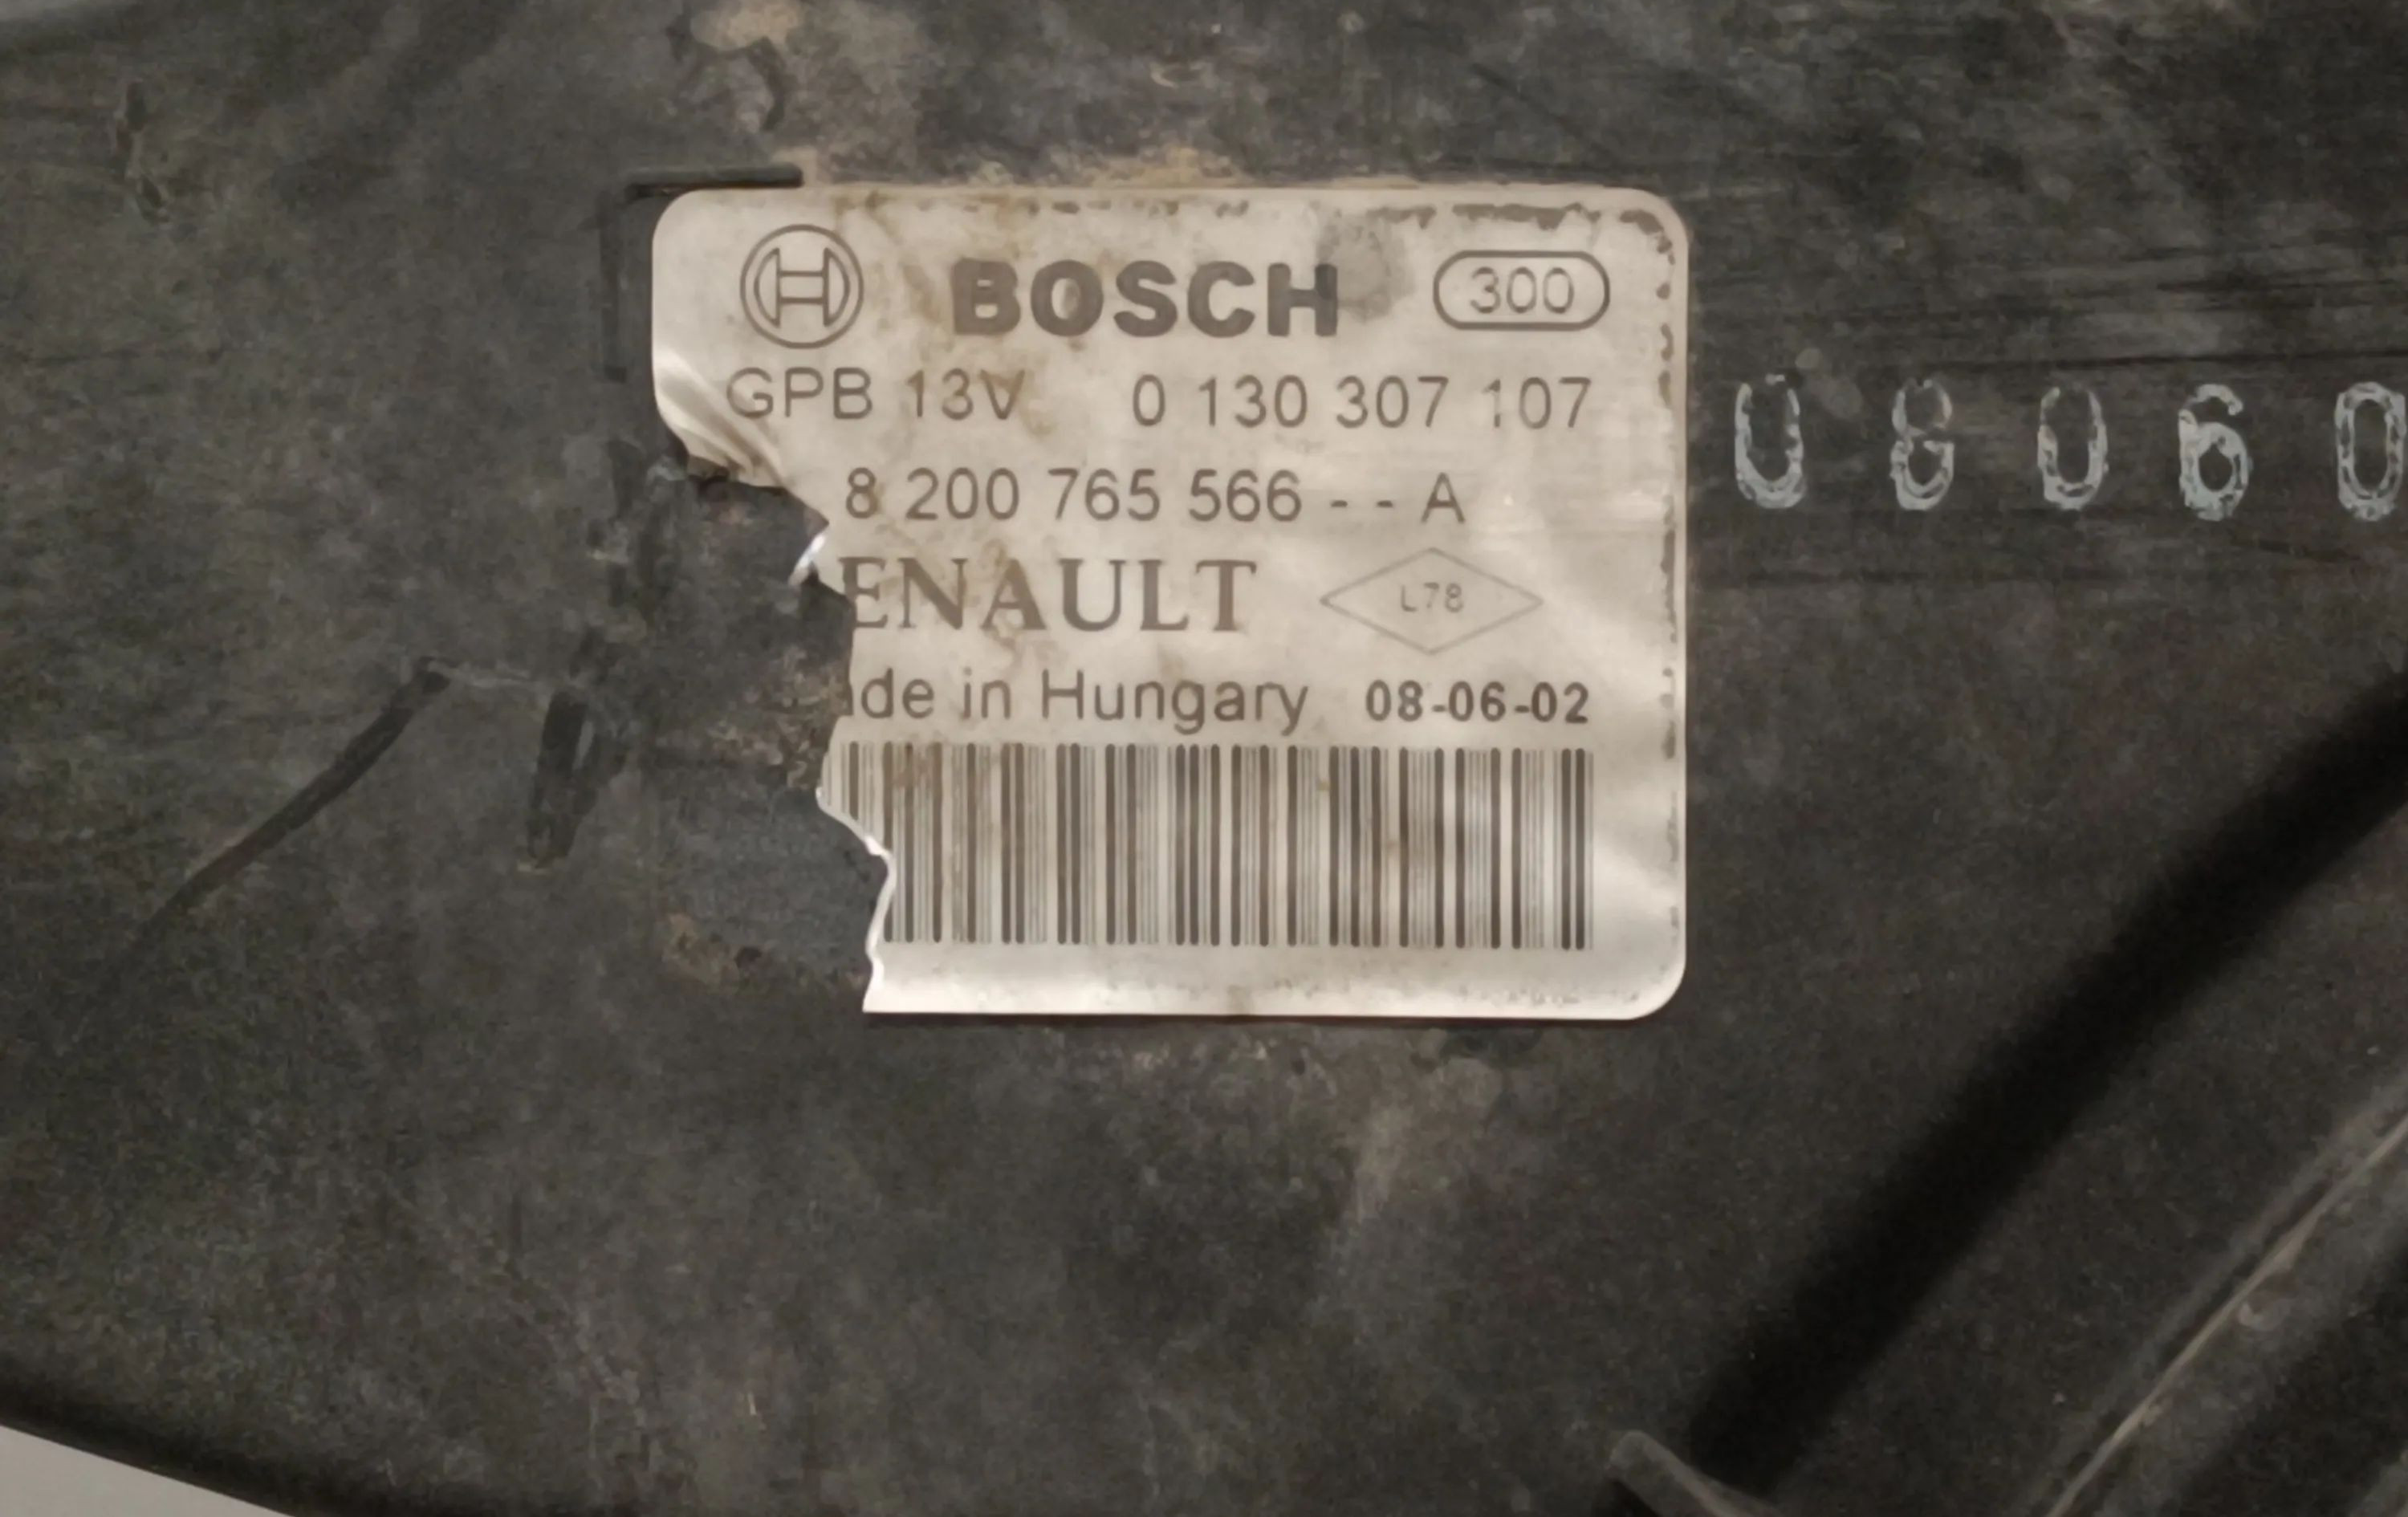 BOSCH 300
GPB 13V 0 130 307 107
8 200 765 566 - - A
ENAULT L78
de in Hungary 08-06-02
08060